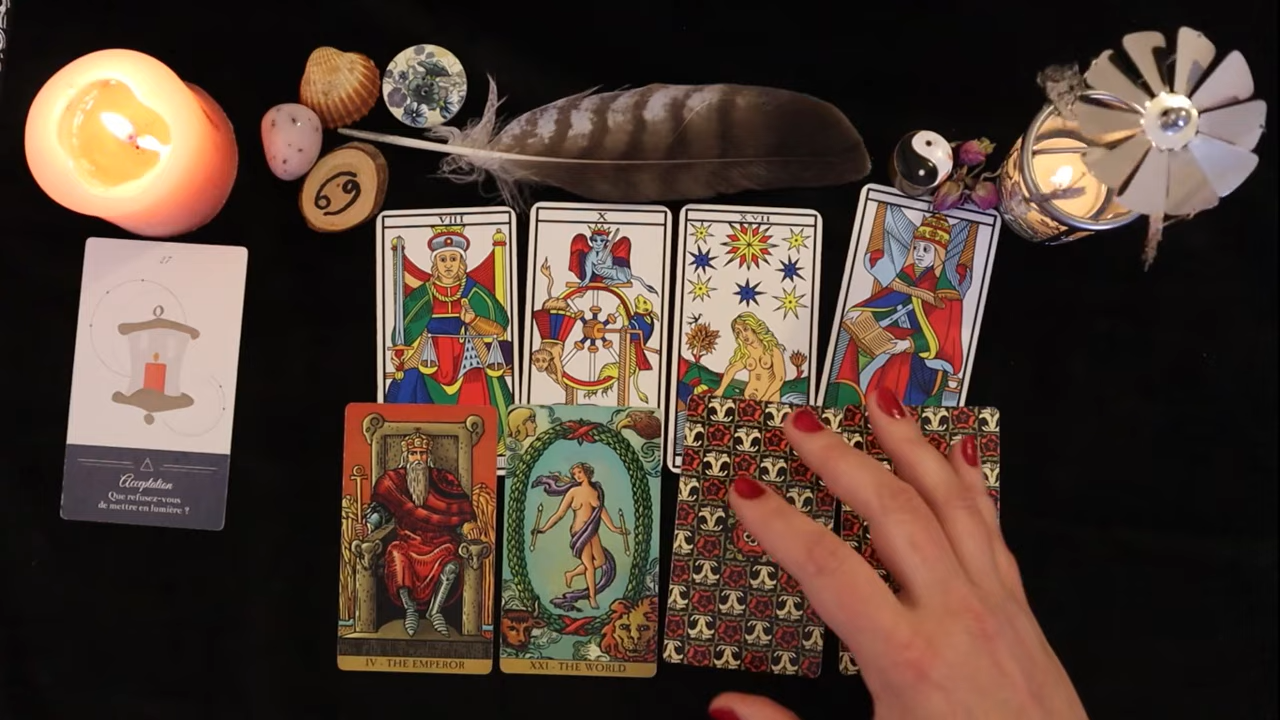 VIII
X
XVII
27
Acceptation
Que refusez-vous
de mettre en lumière ?
IV - THE EMPEROR
XXI - THE WORLD